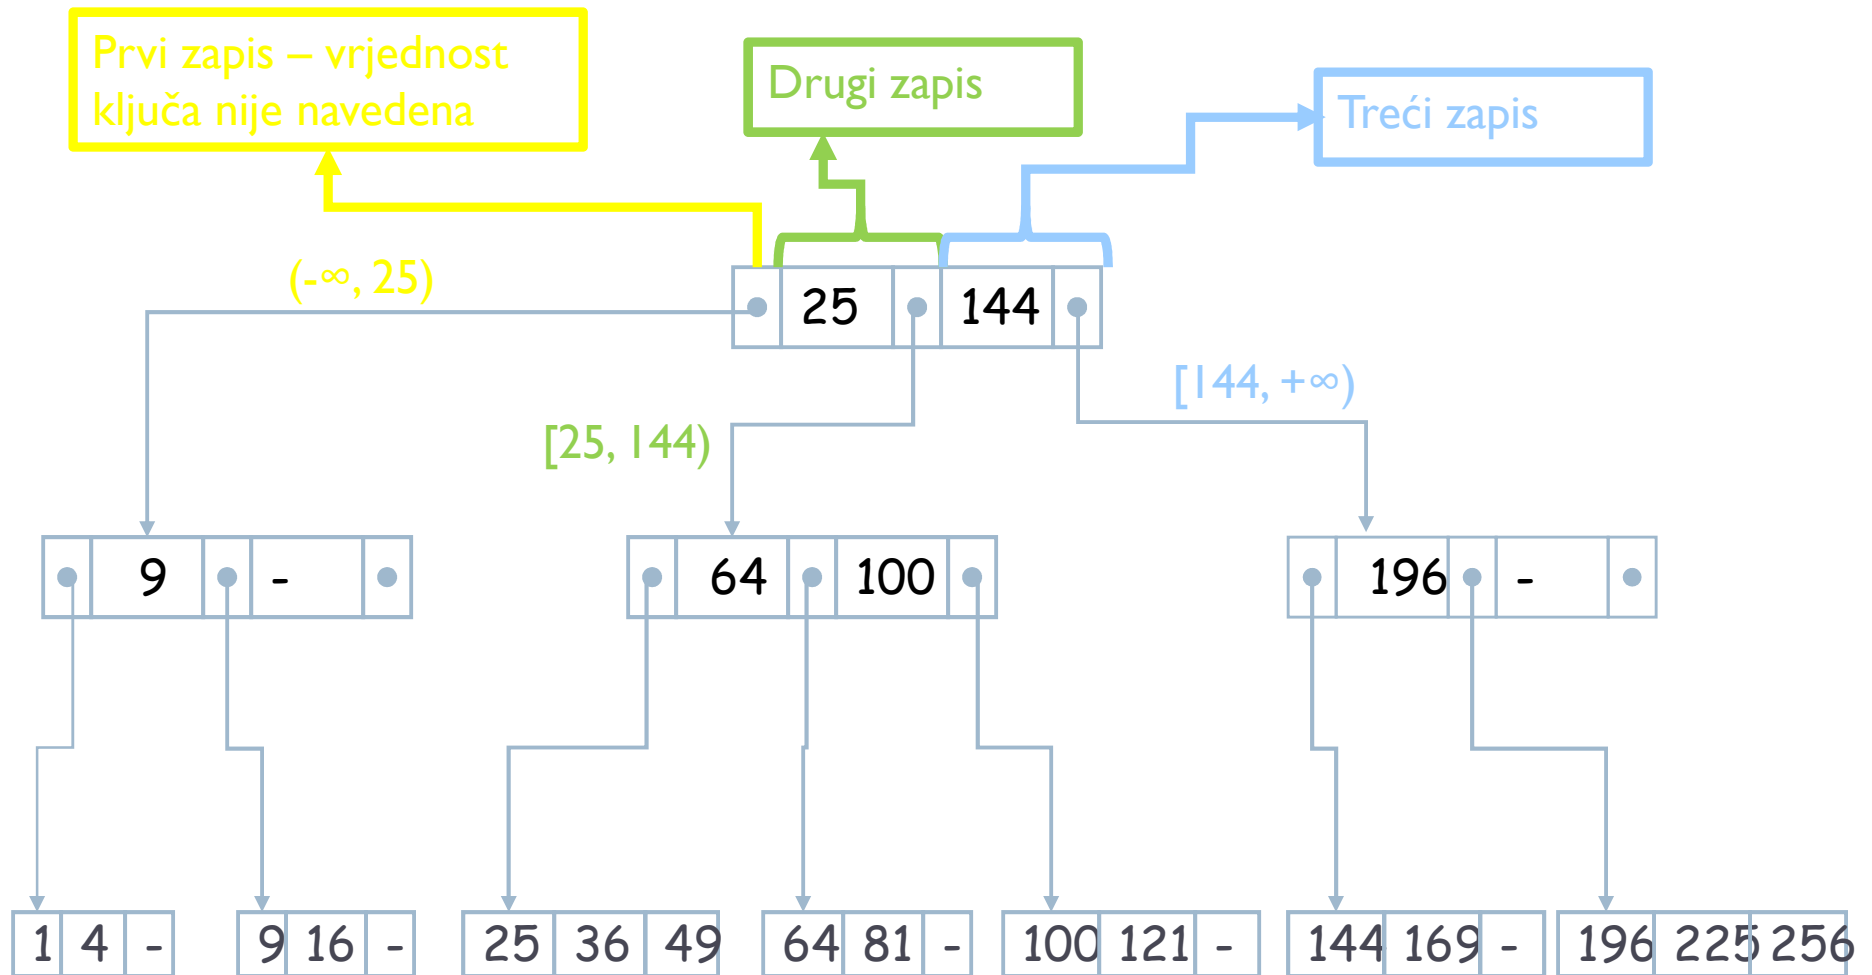 Prvi zapis – vrjednost
ključa nije navedena
Drugi zapis
Treći zapis
(-∞, 25)
25 144
[144, +∞)
[25, 144)
9 -
64 100
196 -
1 4 -
9 16 -
25 36 49
64 81 -
100 121 -
144 169 -
196 225 256